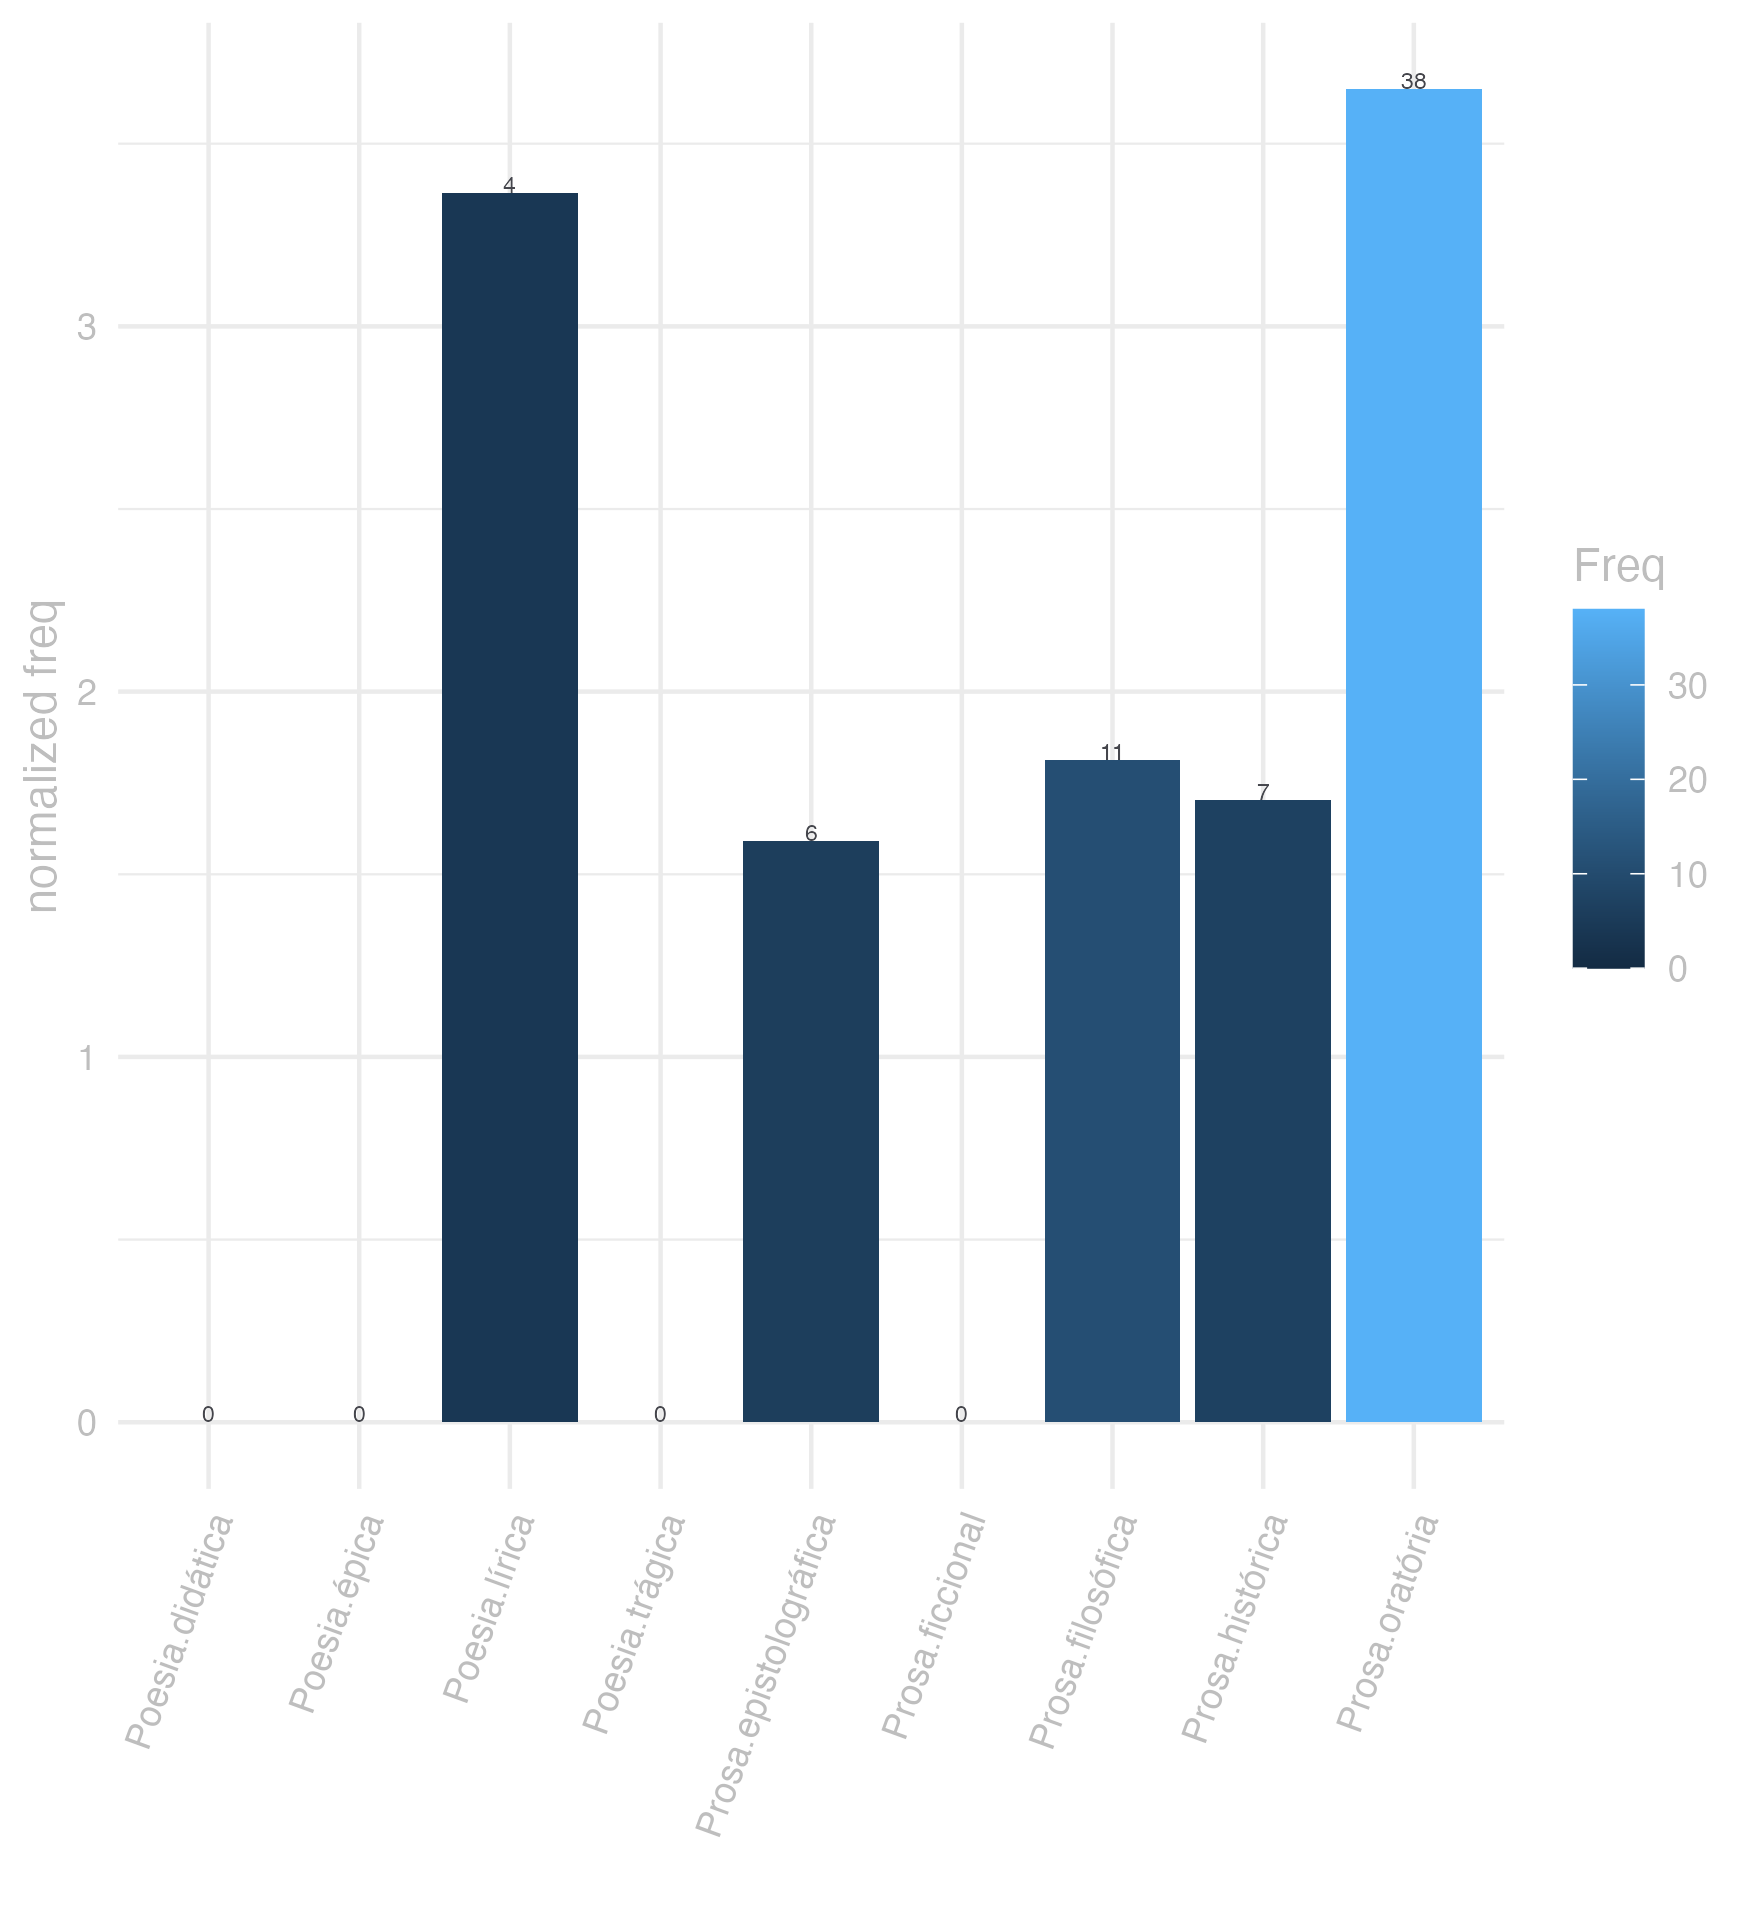 38
4
3
Freq
30
2
11
20
7
normalized freq
6
10
0
1
0
0
0
0
0
Poesia.didática
Poesia.épica
Poesia.lírica
Poesia.trágica
Prosa.epistolográfica
Prosa.ficcional
Prosa.filosófica
Prosa.histórica
Prosa.oratória